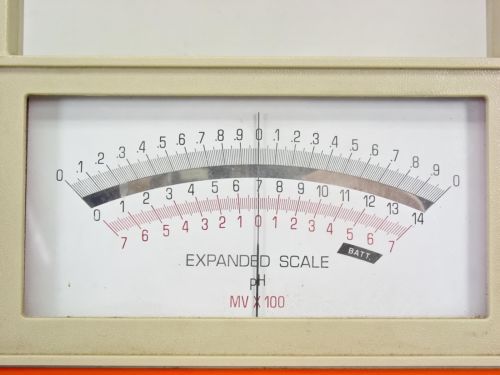 0 .1 .2 .3 .4 .5 .6 .7 .8 .9 0 .1 .2 .3 .4 .5 .6 .7 .8 .9 0
0 1 2 3 4 5 6 7 8 9 10 11 12 13 14
7 6 5 4 3 2 1 0 1 2 3 4 5 6 7
BATT.
EXPANDED SCALE
pH
MV X 100